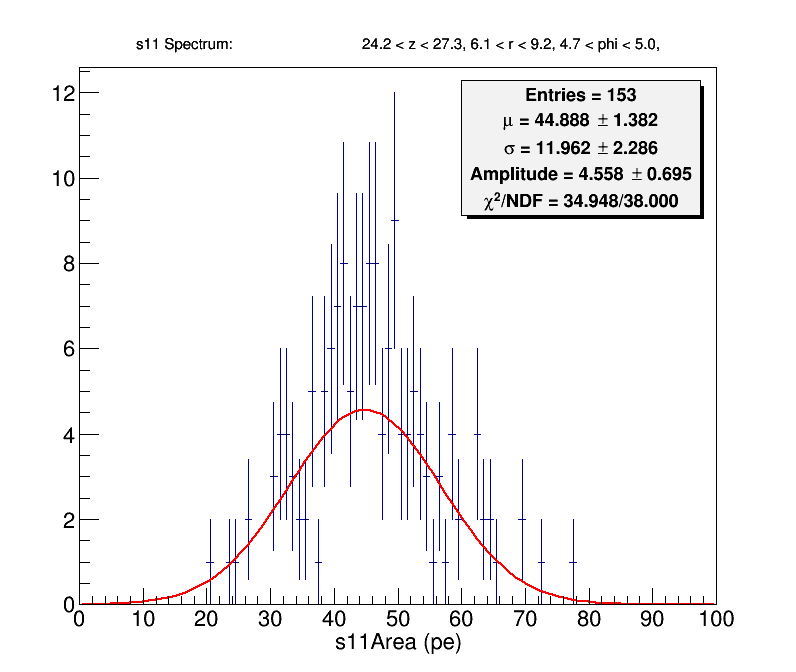 s11 Spectrum: 24.2 < z < 27.3, 6.1 < r < 9.2, 4.7 < phi < 5.0,
Entries = 153
μ = 44.888 ± 1.382
σ = 11.962 ± 2.286
Amplitude = 4.558 ± 0.695
χ²/NDF = 34.948/38.000
12
10
8
6
4
2
0
0 10 20 30 40 50 60 70 80 90 100
s11Area (pe)